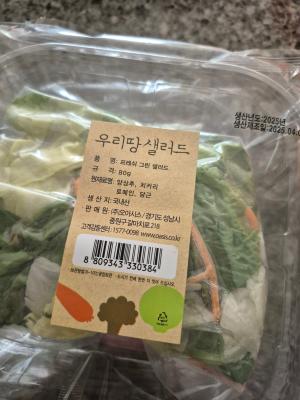 우리땅샐러드
품 명: 프레쉬 그린 샐러드
규 격: 80g
원재료명: 양상추, 치커리
로메인, 당근
생 산 지: 국내산
판 매 원: (주)오아시스 / 경기도 성남시
중원구 갈마치로 218
고객감동센터: 1577-0098 www.oasis.co.kr
8 809343 330384
생산년도:2025년
생산제조일:2025.04.0